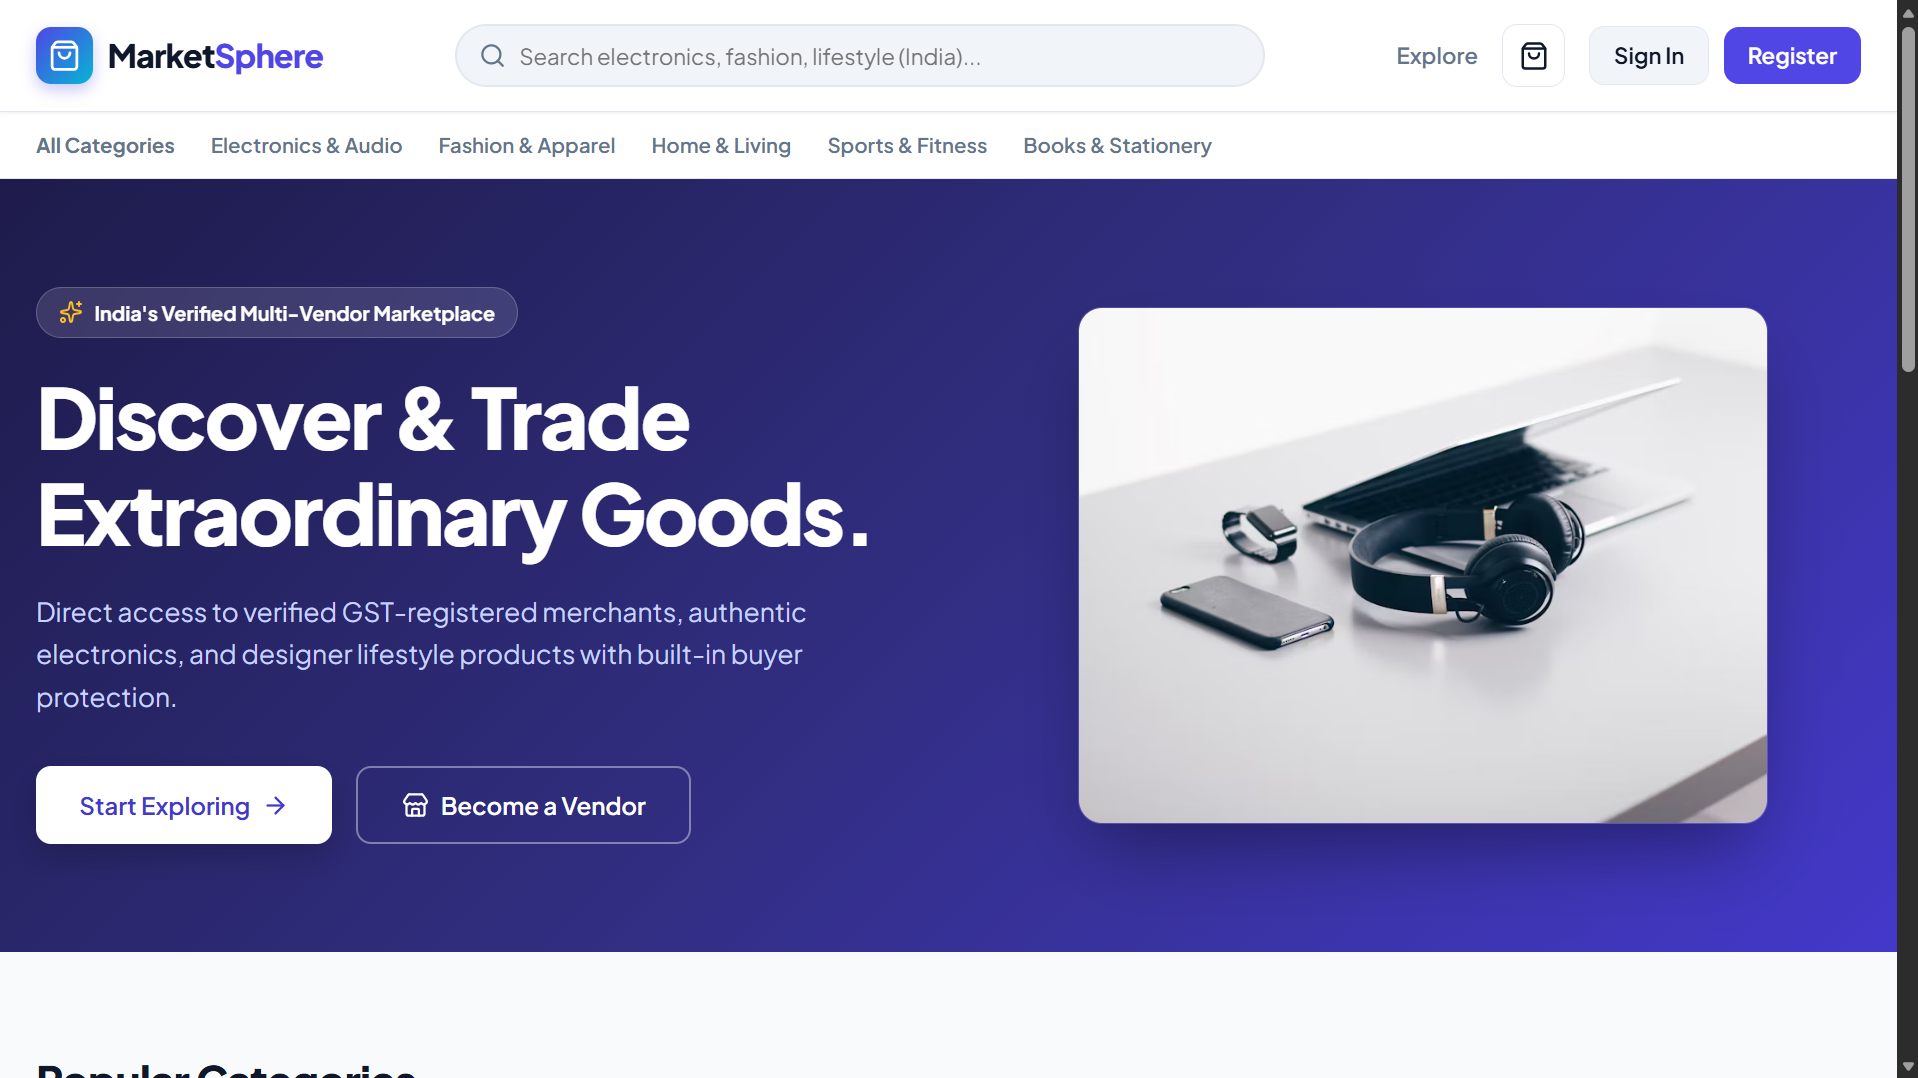 MarketSphere
Search electronics, fashion, lifestyle (India)...
Explore
Sign In
Register
All Categories
Electronics & Audio
Fashion & Apparel
Home & Living
Sports & Fitness
Books & Stationery
India's Verified Multi-Vendor Marketplace
Discover & Trade
Extraordinary Goods.
Direct access to verified GST-registered merchants, authentic
electronics, and designer lifestyle products with built-in buyer
protection.
Start Exploring
Become a Vendor
Popular Categories